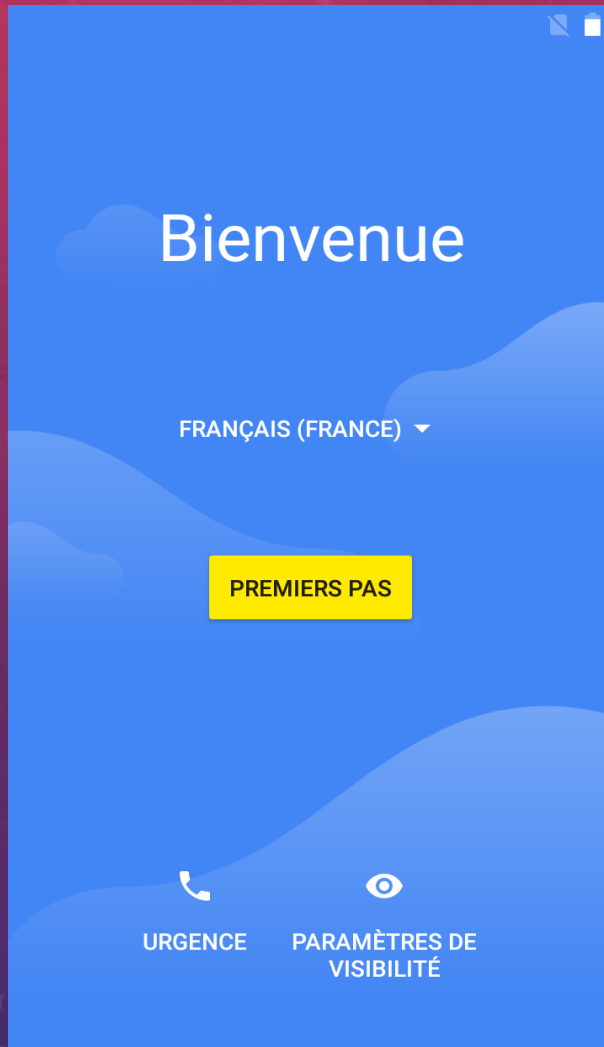 Bienvenue
FRANÇAIS (FRANCE)
PREMIERS PAS
URGENCE
PARAMÈTRES DE
VISIBILITÉ